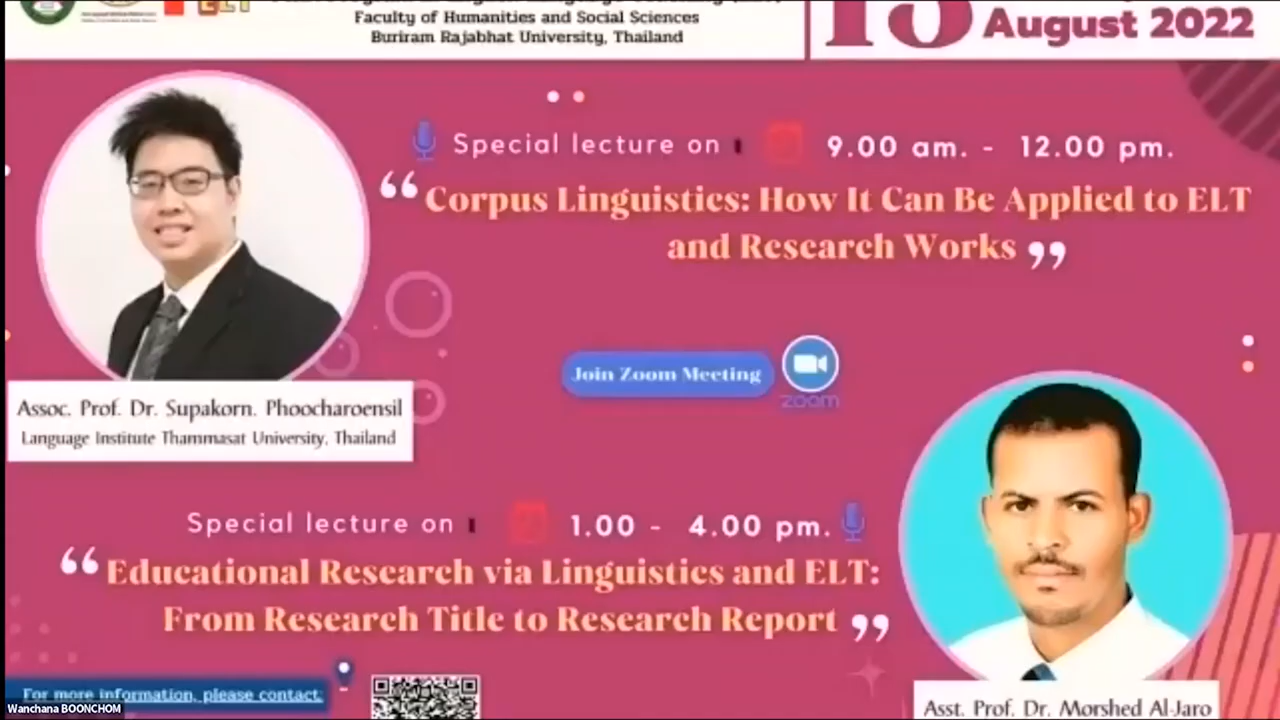 ELT
Faculty of Humanities and Social Sciences
Buriram Rajabhat University, Thailand
August 2022
Special lecture on
9.00 am. - 12.00 pm.
“Corpus Linguistics: How It Can Be Applied to ELT
and Research Works”
Join Zoom Meeting
zoom
Assoc. Prof. Dr. Supakorn. Phoocharoensil
Language Institute Thammasat University, Thailand
Special lecture on
1.00 - 4.00 pm.
“Educational Research via Linguistics and ELT:
From Research Title to Research Report”
For more information, please contact.
Wanchana BOONCHOM
Asst. Prof. Dr. Morshed Al-Jaro